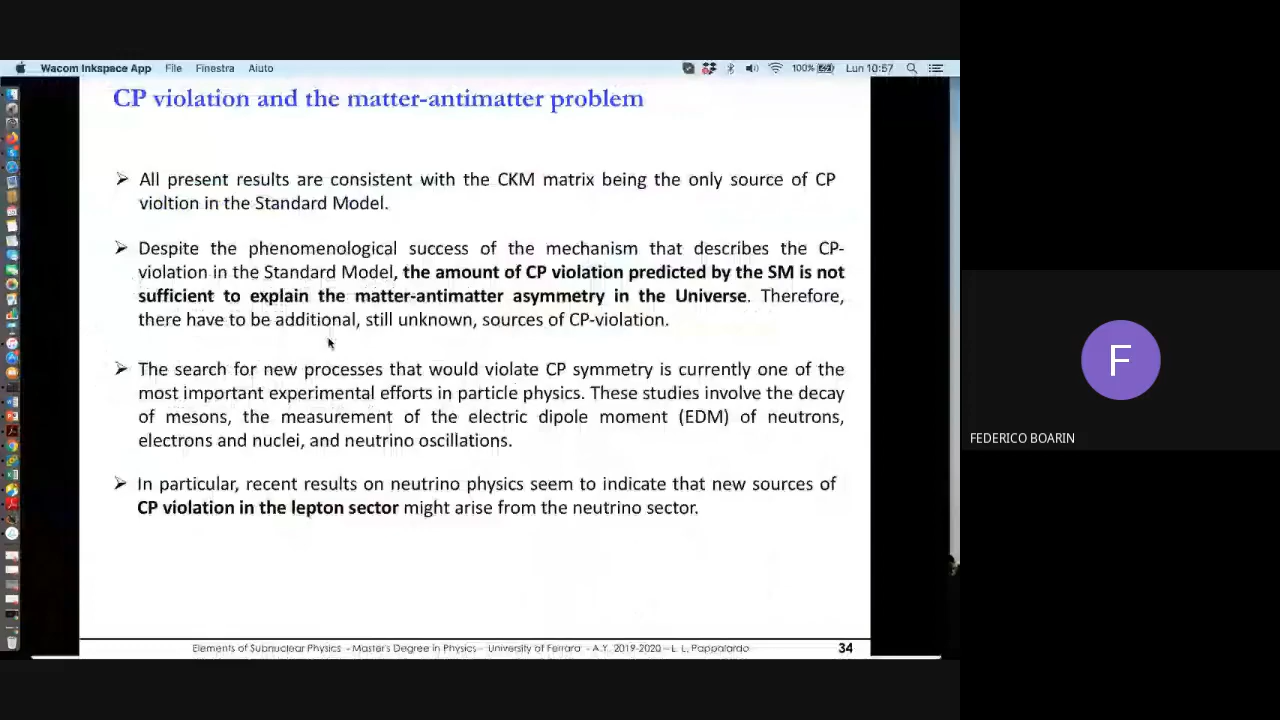 Wacom Inkspace App File Finestra Aiuto 100% Lun 10:57
CP violation and the matter-antimatter problem
➢ All present results are consistent with the CKM matrix being the only source of CP
violtion in the Standard Model.
➢ Despite the phenomenological success of the mechanism that describes the CP-
violation in the Standard Model, the amount of CP violation predicted by the SM is not
sufficient to explain the matter-antimatter asymmetry in the Universe. Therefore,
there have to be additional, still unknown, sources of CP-violation.
➢ The search for new processes that would violate CP symmetry is currently one of the
most important experimental efforts in particle physics. These studies involve the decay
of mesons, the measurement of the electric dipole moment (EDM) of neutrons,
electrons and nuclei, and neutrino oscillations.
➢ In particular, recent results on neutrino physics seem to indicate that new sources of
CP violation in the lepton sector might arise from the neutrino sector.
Elements of Subnuclear Physics - Master's Degree in Physics - University of Ferrara - A.Y. 2019-2020 – L. L. Pappalardo 34
F
FEDERICO BOARIN